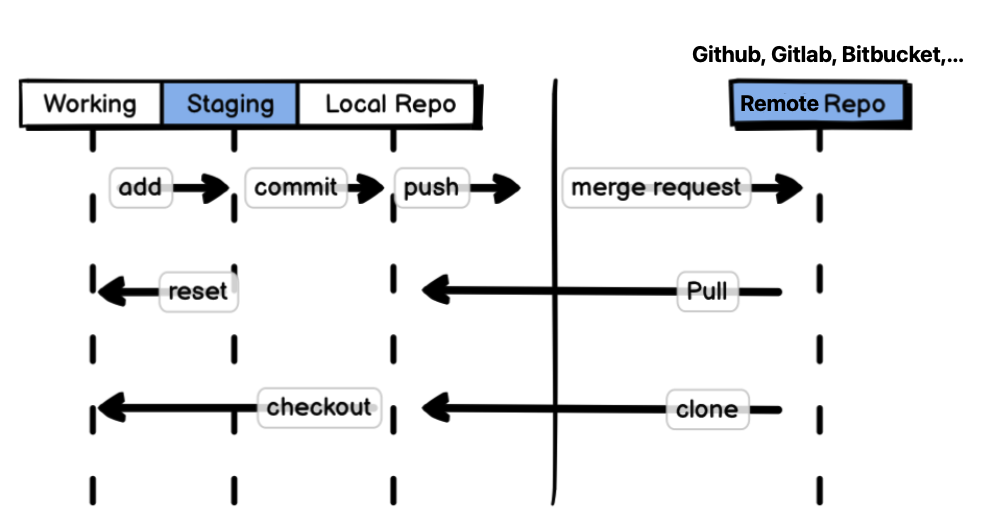 Github, Gitlab, Bitbucket,...
Working Staging Local Repo Remote Repo
add commit push merge request
reset Pull
checkout clone